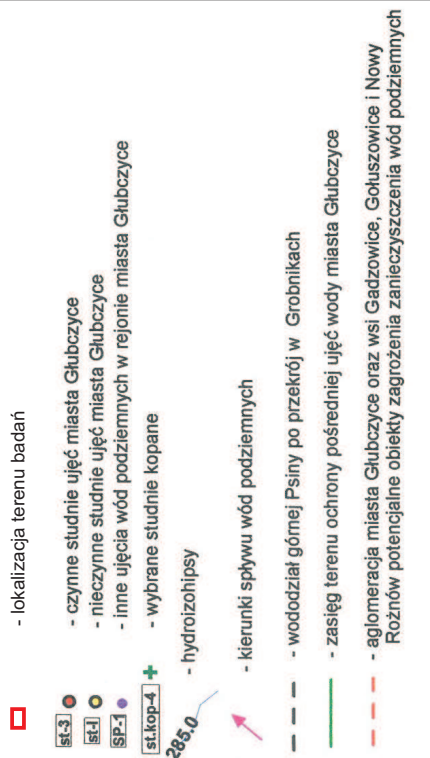 - lokalizacja terenu badań
st-3 - czynne studnie ujęć miasta Głubczyce
st-I - nieczynne studnie ujęć miasta Głubczyce
SP-1 - inne ujęcia wód podziemnych w rejonie miasta Głubczyce
st.kop-4 - wybrane studnie kopane
285.0 - hydroizohipsy
- kierunki spływu wód podziemnych
- wododział górnej Psiny po przekrój w Grobnikach
- zasięg terenu ochrony pośredniej ujęć wody miasta Głubczyce
- aglomeracja miasta Głubczyce oraz wsi Gadzowice, Gołuszowice i Nowy
Rożnów potencjalne obiekty zagrożenia zanieczyszczenia wód podziemnych